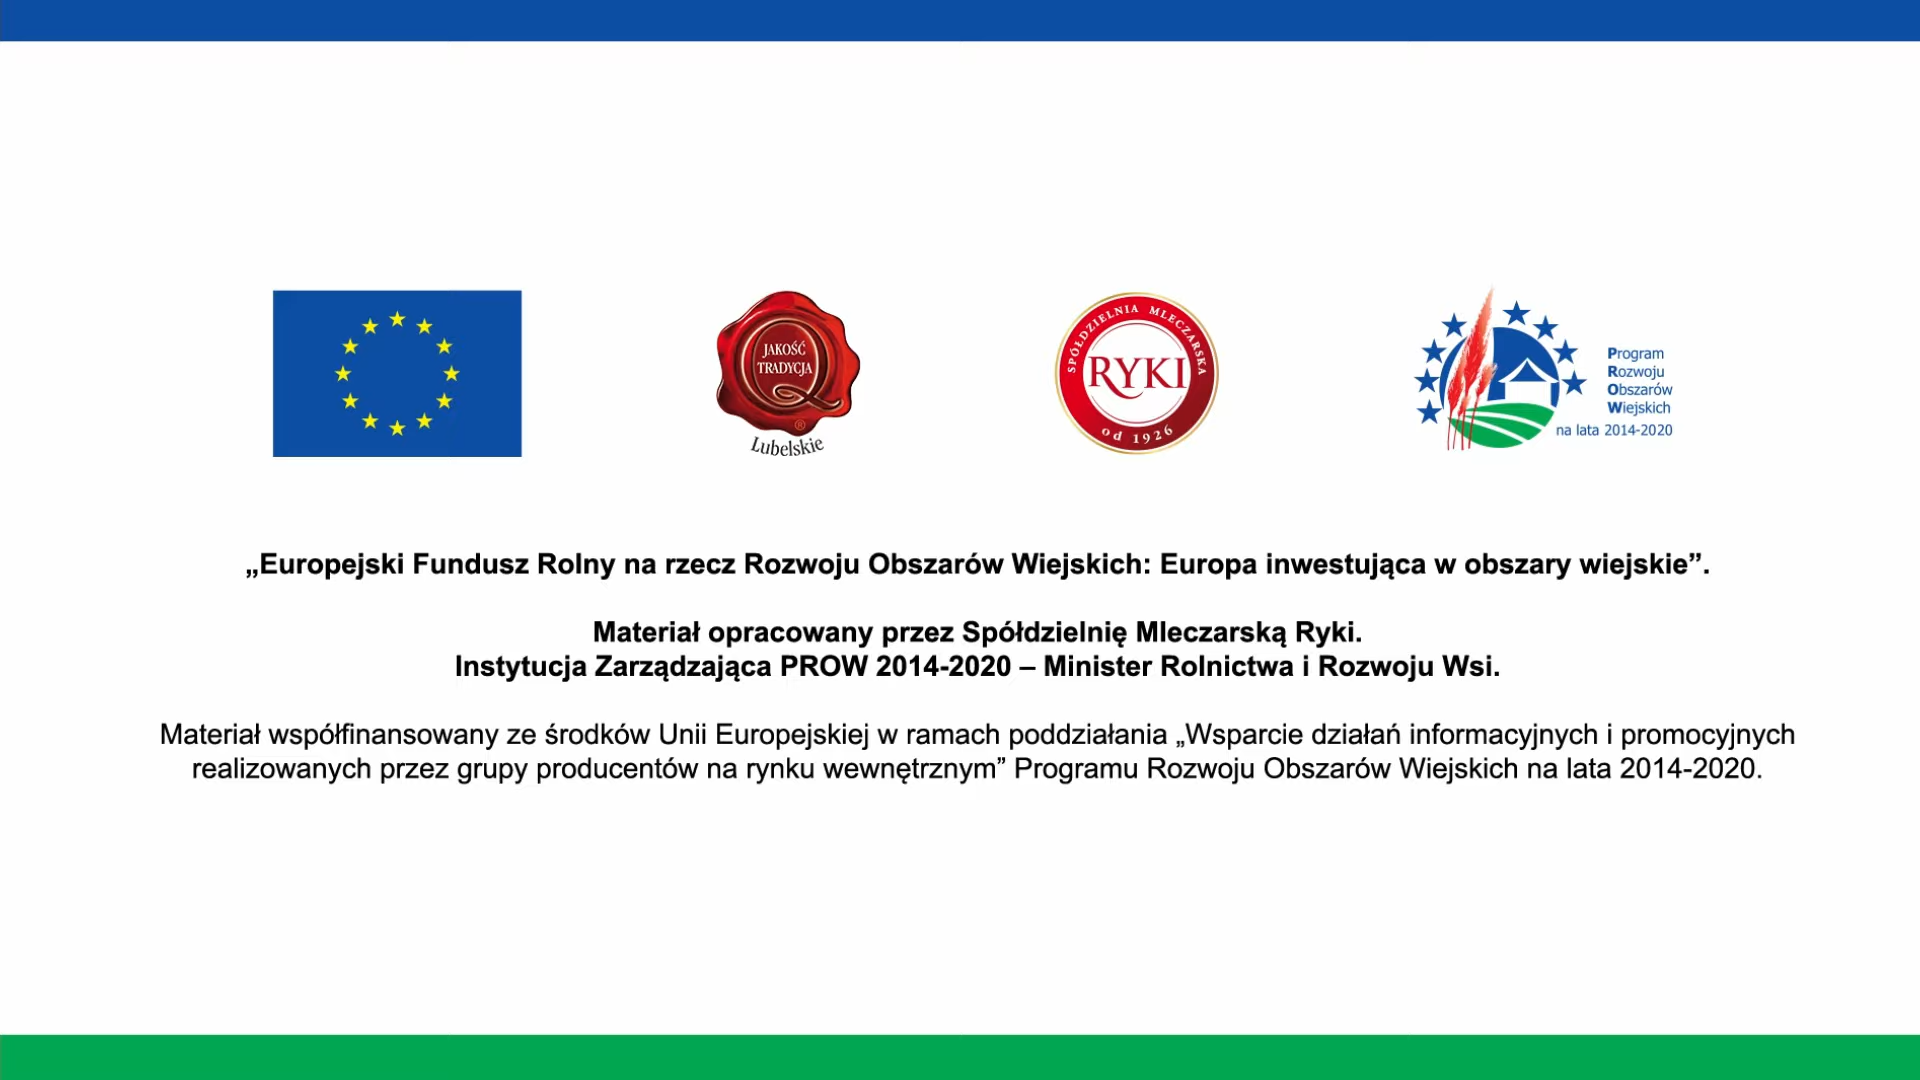 JAKOŚĆ
TRADYCJA
®
Lubelskie
SPÓŁDZIELNIA MLECZARSKA
RYKI
od 1926
Program
Rozwoju
Obszarów
Wiejskich
na lata 2014-2020
„Europejski Fundusz Rolny na rzecz Rozwoju Obszarów Wiejskich: Europa inwestująca w obszary wiejskie”.
Materiał opracowany przez Spółdzielnię Mleczarską Ryki.
Instytucja Zarządzająca PROW 2014-2020 – Minister Rolnictwa i Rozwoju Wsi.
Materiał współfinansowany ze środków Unii Europejskiej w ramach poddziałania „Wsparcie działań informacyjnych i promocyjnych
realizowanych przez grupy producentów na rynku wewnętrznym” Programu Rozwoju Obszarów Wiejskich na lata 2014-2020.